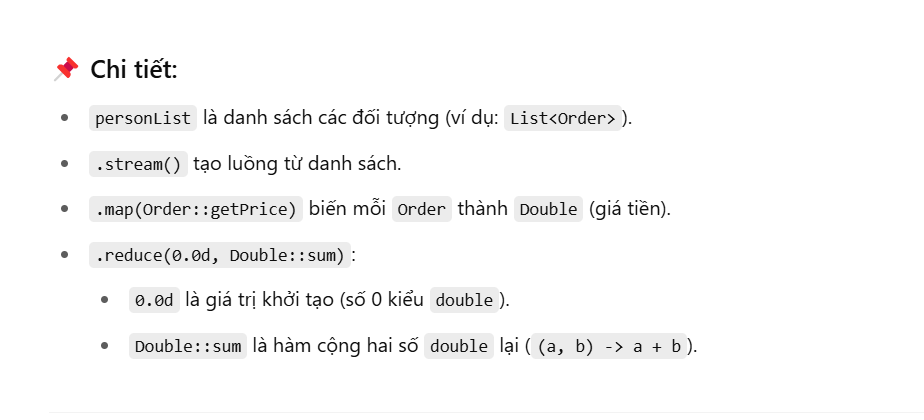 📌 Chi tiết:
• personList là danh sách các đối tượng (ví dụ: List<Order>).
• .stream() tạo luồng từ danh sách.
• .map(Order::getPrice) biến mỗi Order thành Double (giá tiền).
• .reduce(0.0d, Double::sum):
• 0.0d là giá trị khởi tạo (số 0 kiểu double).
• Double::sum là hàm cộng hai số double lại ( (a, b) -> a + b).